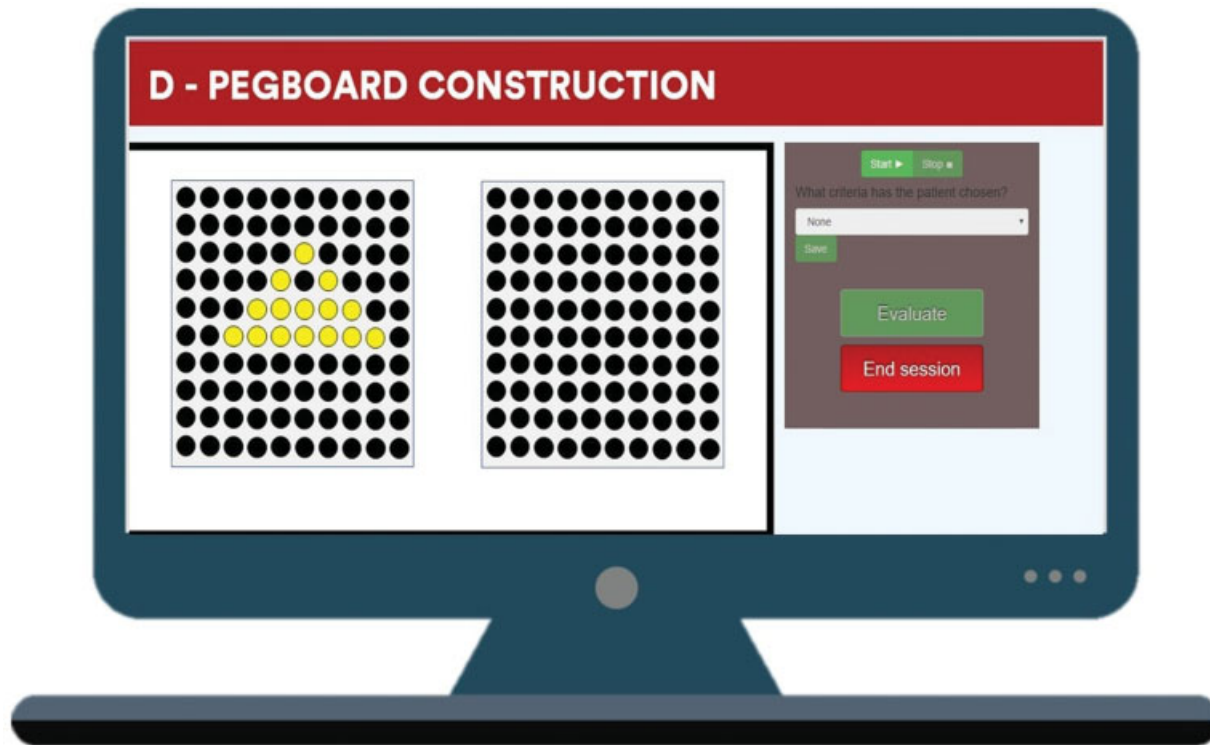 D - PEGBOARD CONSTRUCTION
Start ▶ Stop ■
What criteria has the patient chosen?
None
Save
Evaluate
End session